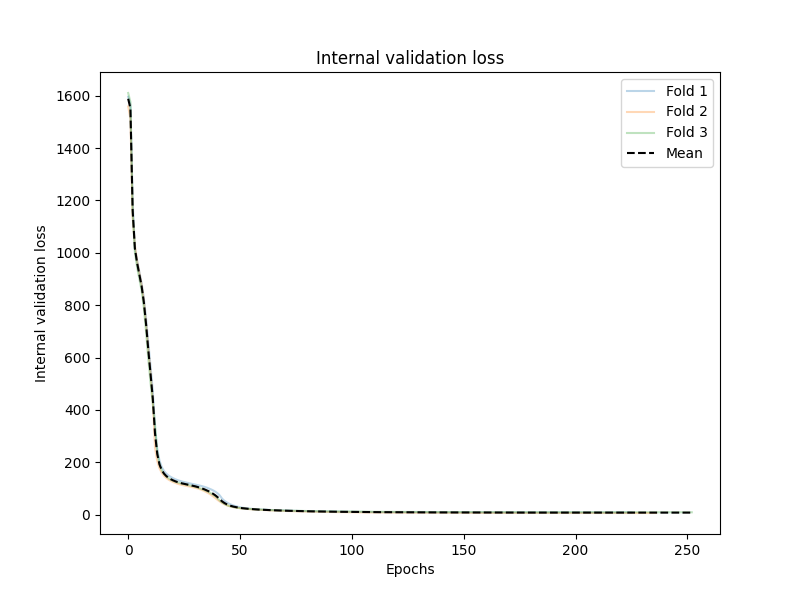 Internal validation loss
Internal validation loss
1600
1400
1200
1000
800
600
400
200
0
0
50
100
150
200
250
Epochs
Fold 1
Fold 2
Fold 3
Mean